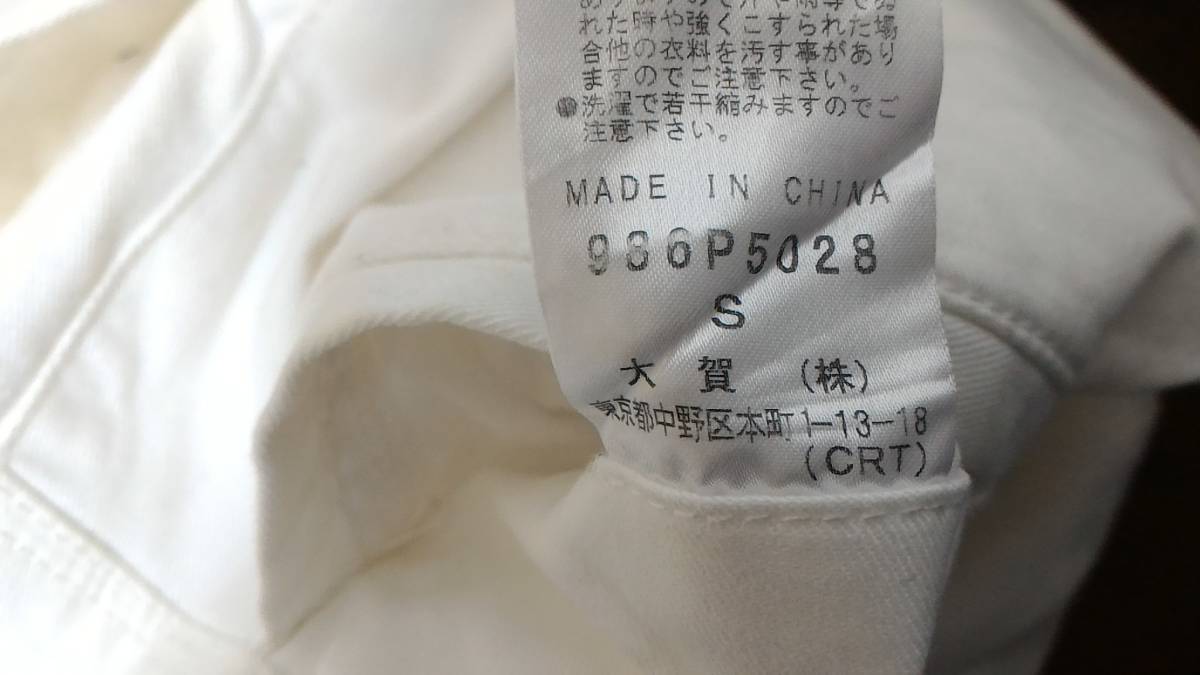 れた時や強くこすられた場
合他の衣料を汚す事があり
ますのでご注意下さい。
●洗濯で若干縮みますのでご
注意下さい。
MADE IN CHINA
986P5028
S
大賀 (株)
東京都中野区本町1-13-18
(CRT)